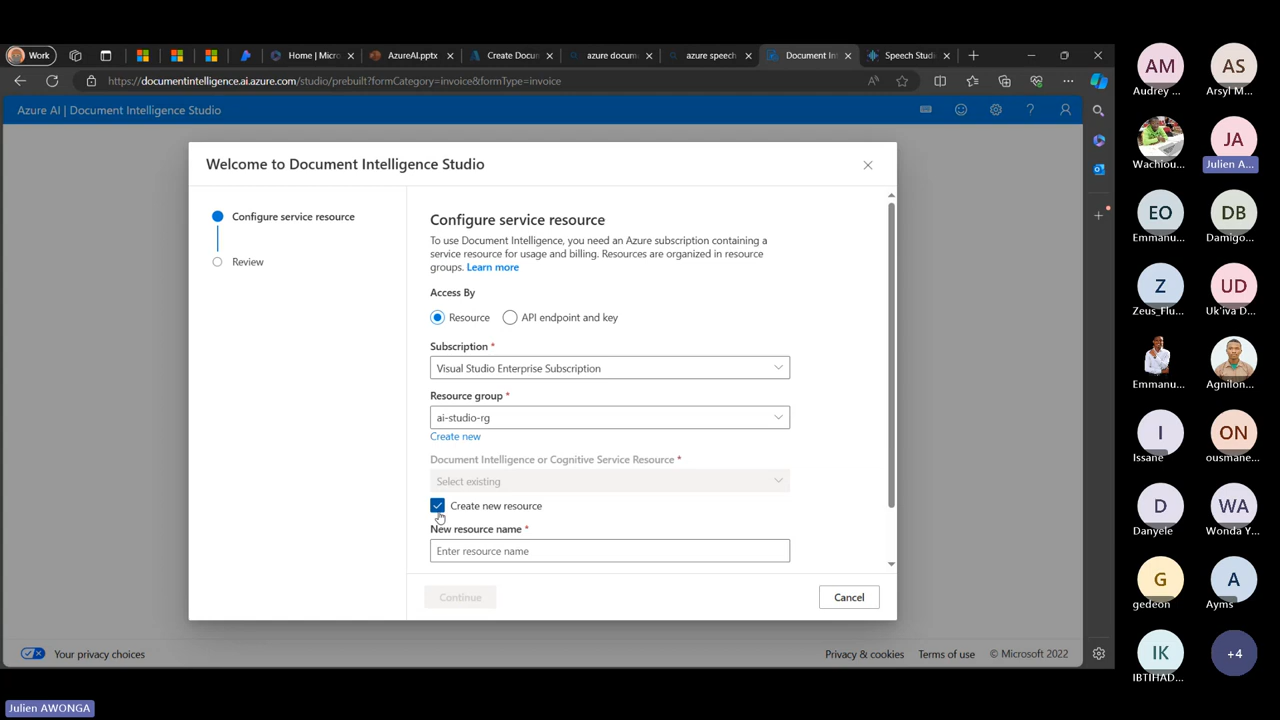 Work
Home | Micr
AzureAI.pptx
Create Docun
azure docum
azure speech
Document Int
Speech Studi
https://documentintelligence.ai.azure.com/studio/prebuilt?formCategory=invoice&formType=invoice
Azure AI | Document Intelligence Studio
Welcome to Document Intelligence Studio
Configure service resource
Review
Configure service resource
To use Document Intelligence, you need an Azure subscription containing a
service resource for usage and billing. Resources are organized in resource
groups. Learn more
Access By
Resource
API endpoint and key
Subscription *
Visual Studio Enterprise Subscription
Resource group *
ai-studio-rg
Create new
Document Intelligence or Cognitive Service Resource *
Select existing
Create new resource
New resource name *
Enter resource name
Continue
Cancel
Your privacy choices
Privacy & cookies
Terms of use
© Microsoft 2022
AM
Audrey ...
AS
Arsyl M...
Wachlou...
JA
Julien A...
EO
Emmanu...
DB
Damigo...
Z
Zeus_Flu...
UD
Uk'iva D...
Emmanu...
Agnilon...
I
Issane
ON
ousmane...
D
Danyele
WA
Wonda Y...
G
gedeon
A
Ayms
IK
IBTIHAD...
+4
Julien AWONGA